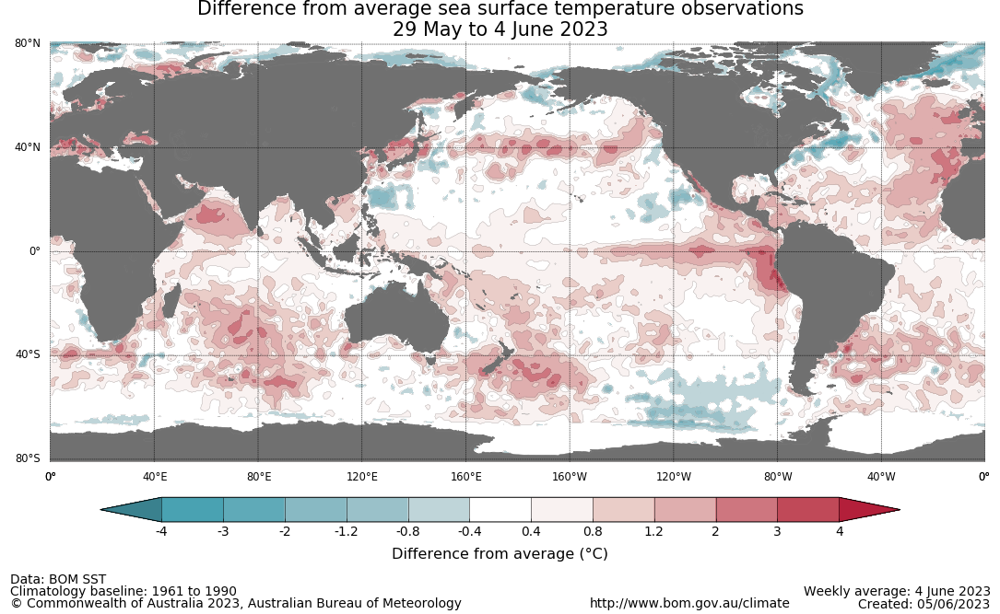 Difference from average sea surface temperature observations
29 May to 4 June 2023
80°N
40°N
0°
40°S
80°S
0° 40°E 80°E 120°E 160°E 160°W 120°W 80°W 40°W 0°
-4 -3 -2 -1.2 -0.8 -0.4 0.4 0.8 1.2 2 3 4
Difference from average (°C)
Data: BOM SST
Climatology baseline: 1961 to 1990 Weekly average: 4 June 2023
© Commonwealth of Australia 2023, Australian Bureau of Meteorology http://www.bom.gov.au/climate Created: 05/06/2023